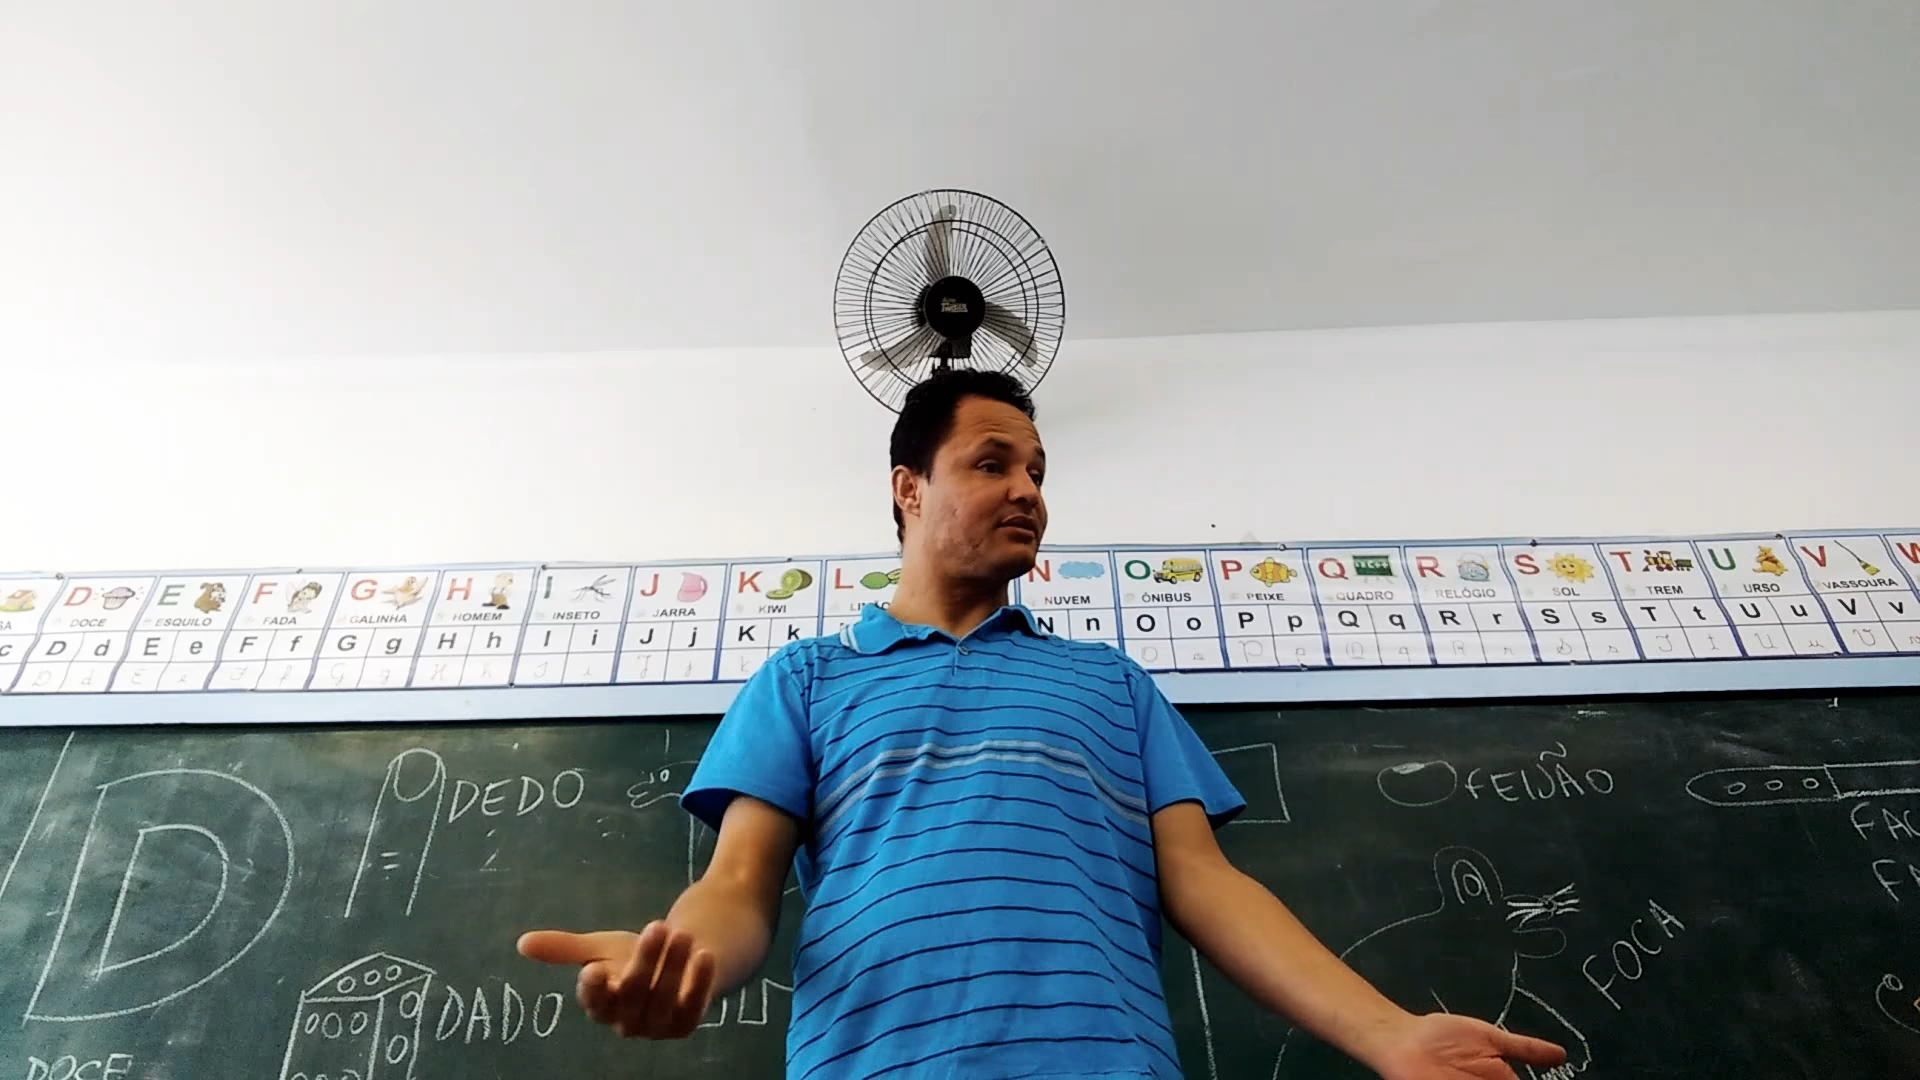 D E F G H I J K L N O P Q R S T U V W
DOCE ESQUILO FADA GALINHA HOMEM INSETO JARRA KIWI NUVEM ÔNIBUS PEIXE QUADRO RELÓGIO SOL TREM URSO VASSOURA
c D d E e F f G g H h I i J j K k N n O o P p Q q R r S s T t U u V v
D d E e F f G g H h I i J j k O o P p Q q R r S s T t U u V
D DEDO FEIJÃO
DADO FOCA
DOCE